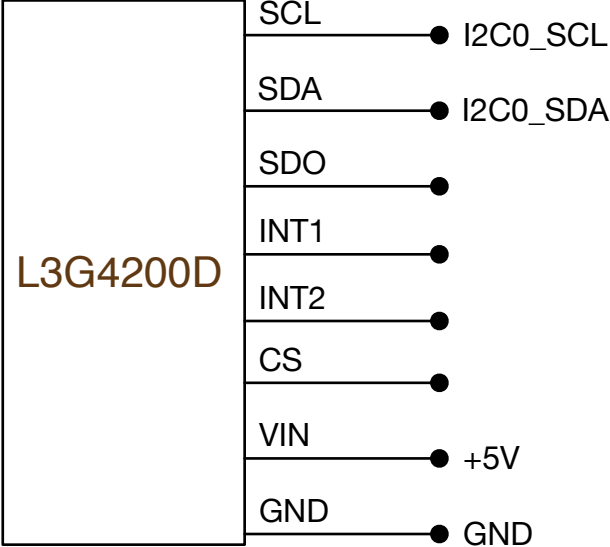 SCL
I2C0_SCL
SDA
I2C0_SDA
SDO
INT1
L3G4200D
INT2
CS
VIN
+5V
GND
GND